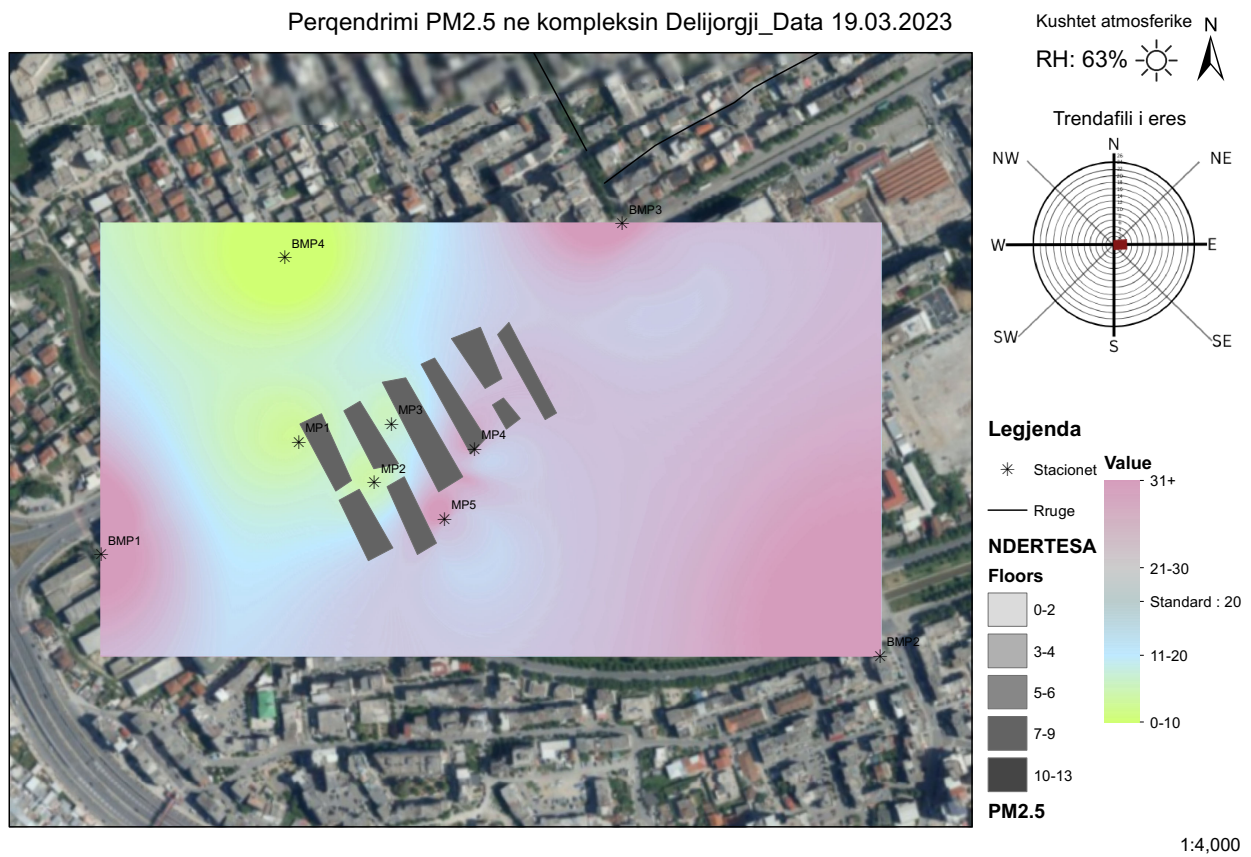 Perqendrimi PM2.5 ne kompleksin Delijorgji_Data 19.03.2023
Kushtet atmosferike
N
RH: 63%
Trendafili i eres
N
NW
NE
W
E
SW
SE
S
BMP3
BMP4
MP3
MP1
MP4
MP2
MP5
BMP1
BMP2
Legjenda
Stacionet
Rruge
NDERTESA
Floors
0-2
3-4
5-6
7-9
10-13
PM2.5
Value
31+
21-30
Standard : 20
11-20
0-10
1:4,000